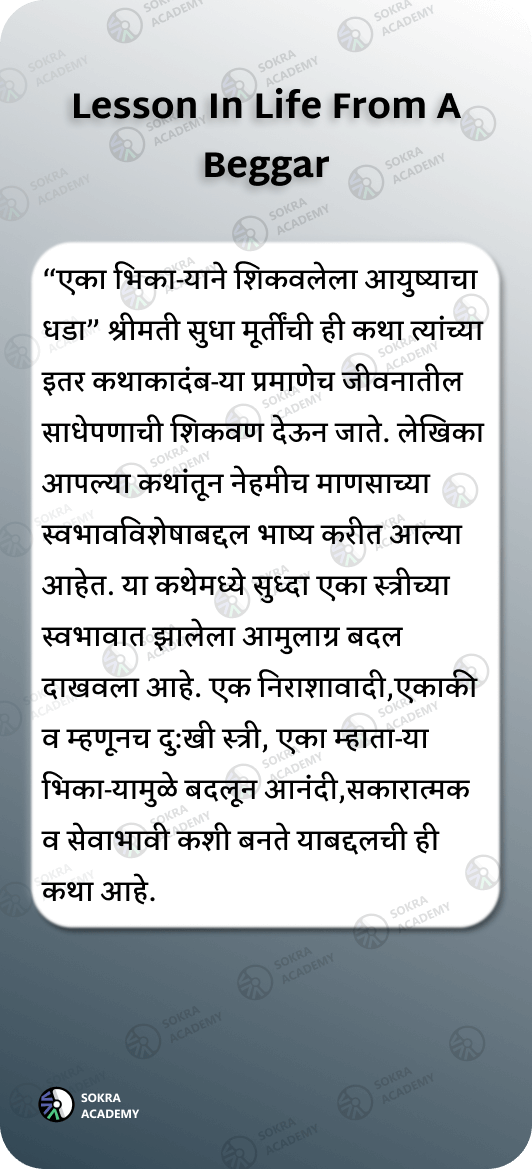 Lesson In Life From A
Beggar
“एका भिका-याने शिकवलेला आयुष्याचा
धडा” श्रीमती सुधा मूर्तींची ही कथा त्यांच्या
इतर कथाकादंब-या प्रमाणेच जीवनातील
साधेपणाची शिकवण देऊन जाते. लेखिका
आपल्या कथांतून नेहमीच माणसाच्या
स्वभावविशेषाबद्दल भाष्य करीत आल्या
आहेत. या कथेमध्ये सुध्दा एका स्त्रीच्या
स्वभावात झालेला आमुलाग्र बदल
दाखवला आहे. एक निराशावादी,एकाकी
व म्हणूनच दु:खी स्त्री, एका म्हाता-या
भिका-यामुळे बदलून आनंदी,सकारात्मक
व सेवाभावी कशी बनते याबद्दलची ही
कथा आहे.
SOKRA
ACADEMY